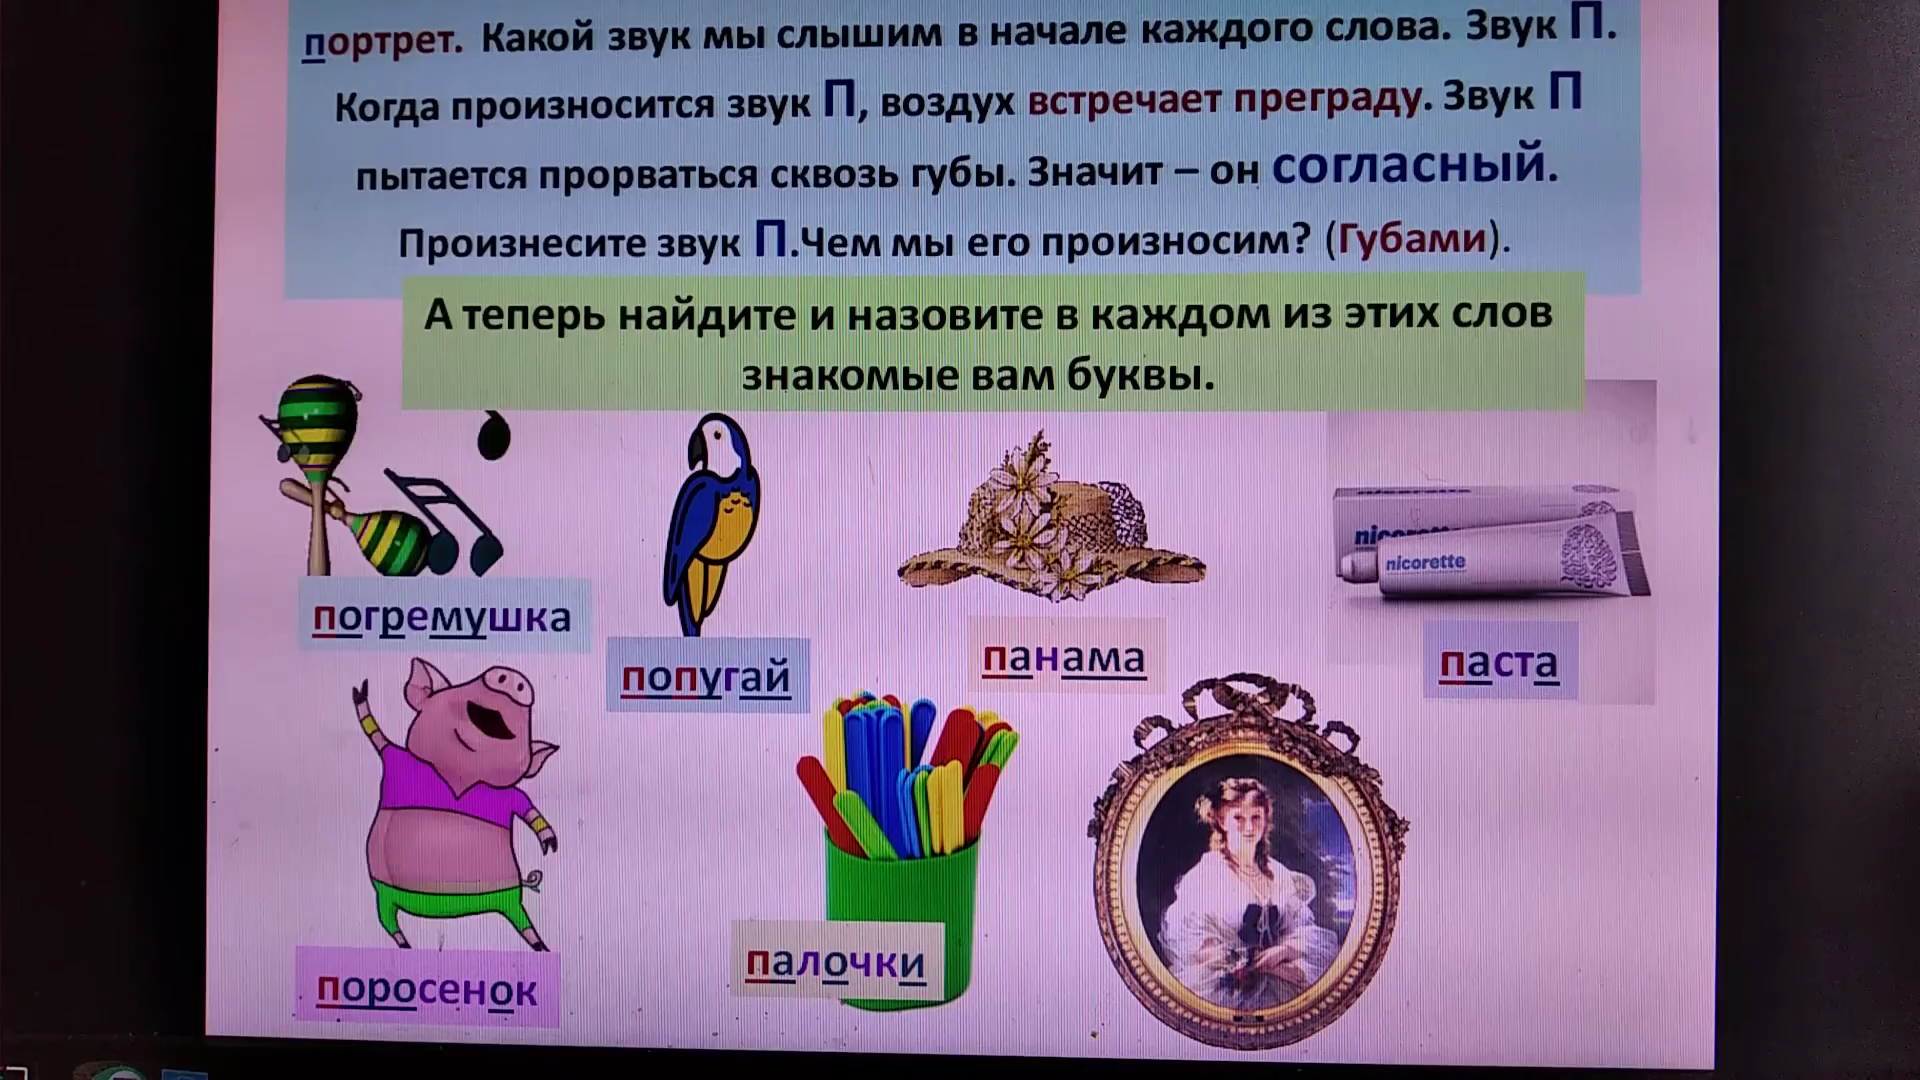 портрет. Какой звук мы слышим в начале каждого слова. Звук П.
Когда произносится звук П, воздух встречает преграду. Звук П
пытается прорваться сквозь губы. Значит – он согласный.
Произнесите звук П.Чем мы его произносим? (Губами).
А теперь найдите и назовите в каждом из этих слов
знакомые вам буквы.
nicorette
погремушка
попугай
панама
паста
поросенок
палочки